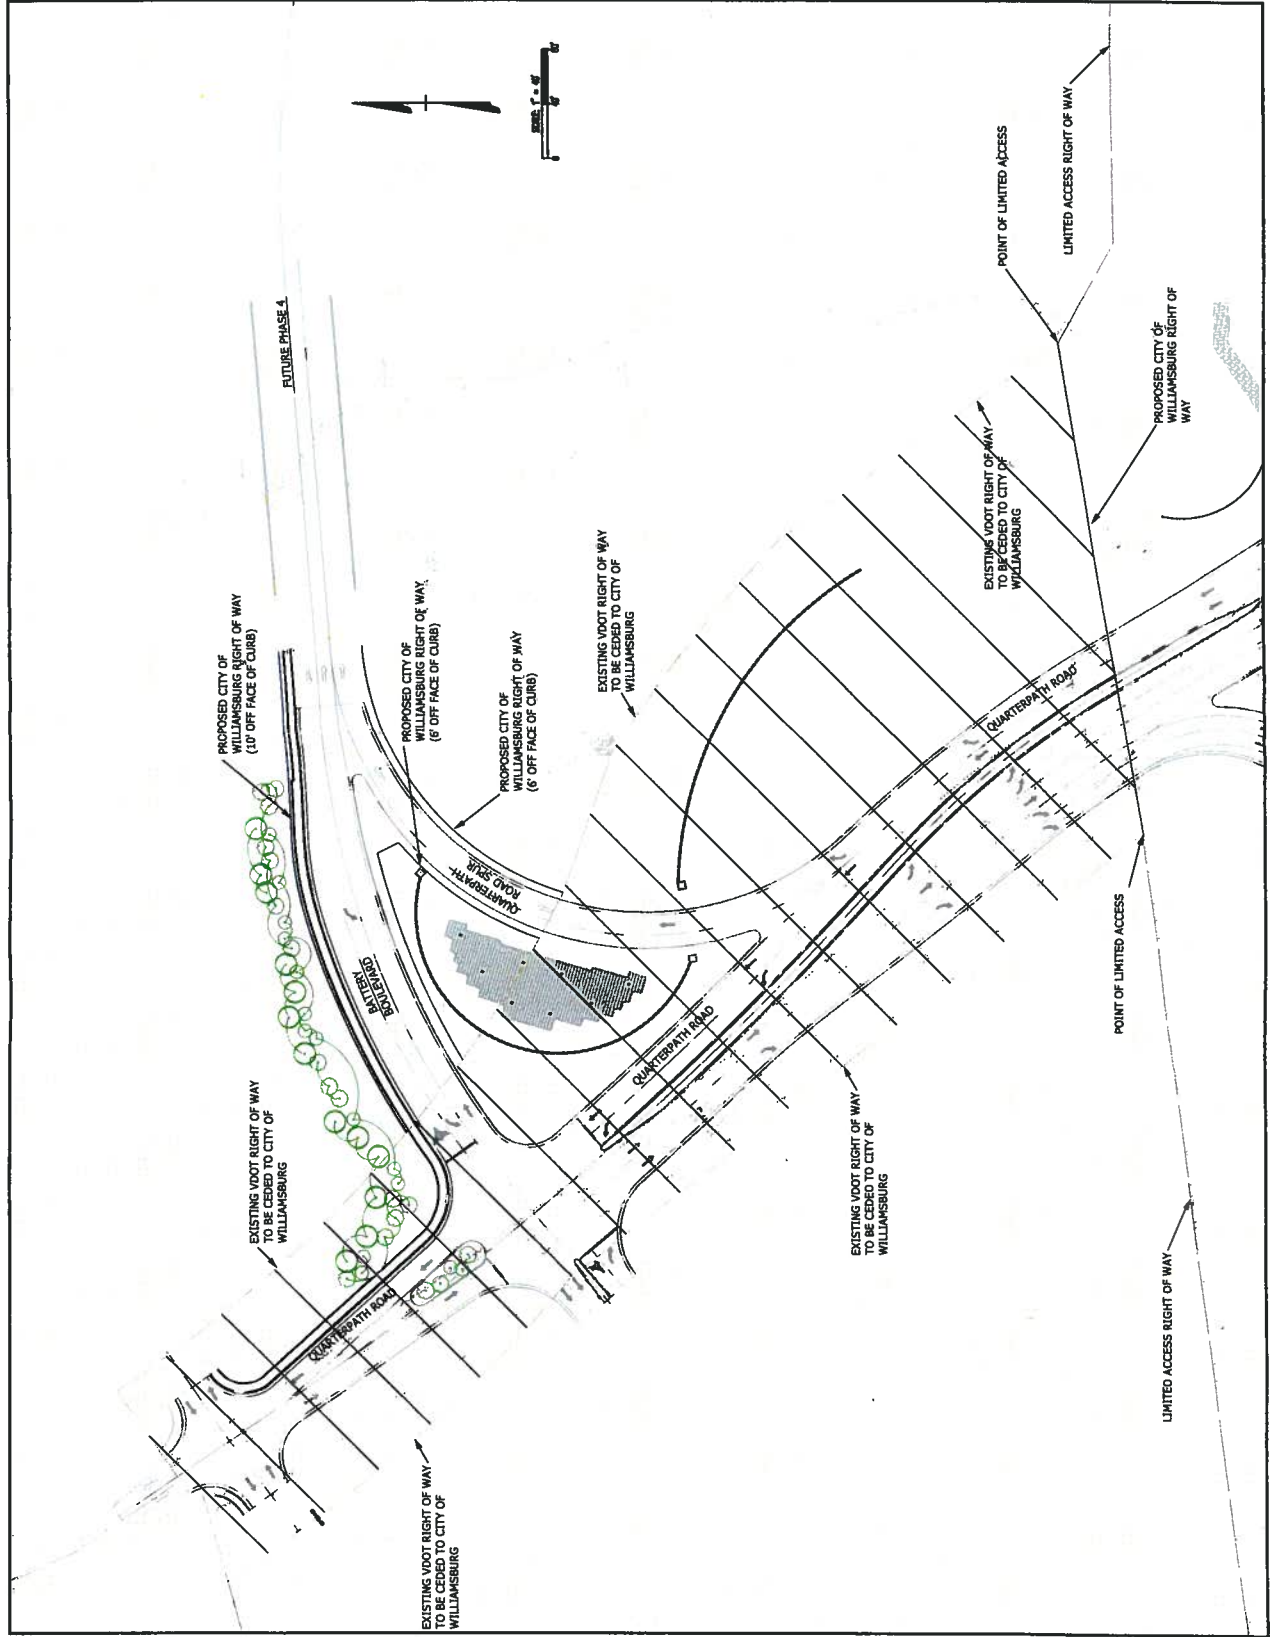 SCALE: 1" = 40'
0
40'
80'
FUTURE PHASE 4
PROPOSED CITY OF
WILLIAMSBURG RIGHT OF WAY
(10' OFF FACE OF CURB)
PROPOSED CITY OF
WILLIAMSBURG RIGHT OF WAY
(6' OFF FACE OF CURB)
PROPOSED CITY OF
WILLIAMSBURG RIGHT OF WAY
(6' OFF FACE OF CURB)
EXISTING VDOT RIGHT OF WAY
TO BE CEDED TO CITY OF
WILLIAMSBURG
EXISTING VDOT RIGHT OF WAY
TO BE CEDED TO CITY OF
WILLIAMSBURG
POINT OF LIMITED ACCESS
LIMITED ACCESS RIGHT OF WAY
PROPOSED CITY OF
WILLIAMSBURG RIGHT OF
WAY
QUARTERPATH ROAD
QUARTERPATH
ROAD SPUR
BATTERY
BOULEVARD
QUARTERPATH ROAD
POINT OF LIMITED ACCESS
EXISTING VDOT RIGHT OF WAY
TO BE CEDED TO CITY OF
WILLIAMSBURG
EXISTING VDOT RIGHT OF WAY
TO BE CEDED TO CITY OF
WILLIAMSBURG
QUARTERPATH ROAD
LIMITED ACCESS RIGHT OF WAY
EXISTING VDOT RIGHT OF WAY
TO BE CEDED TO CITY OF
WILLIAMSBURG